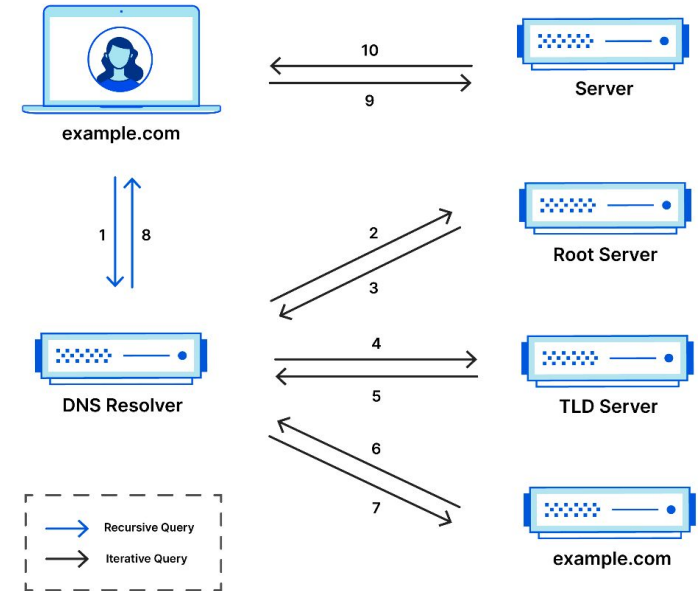 10
9
Server
example.com
1
8
2
3
Root Server
4
5
DNS Resolver
TLD Server
6
7
Recursive Query
Iterative Query
example.com